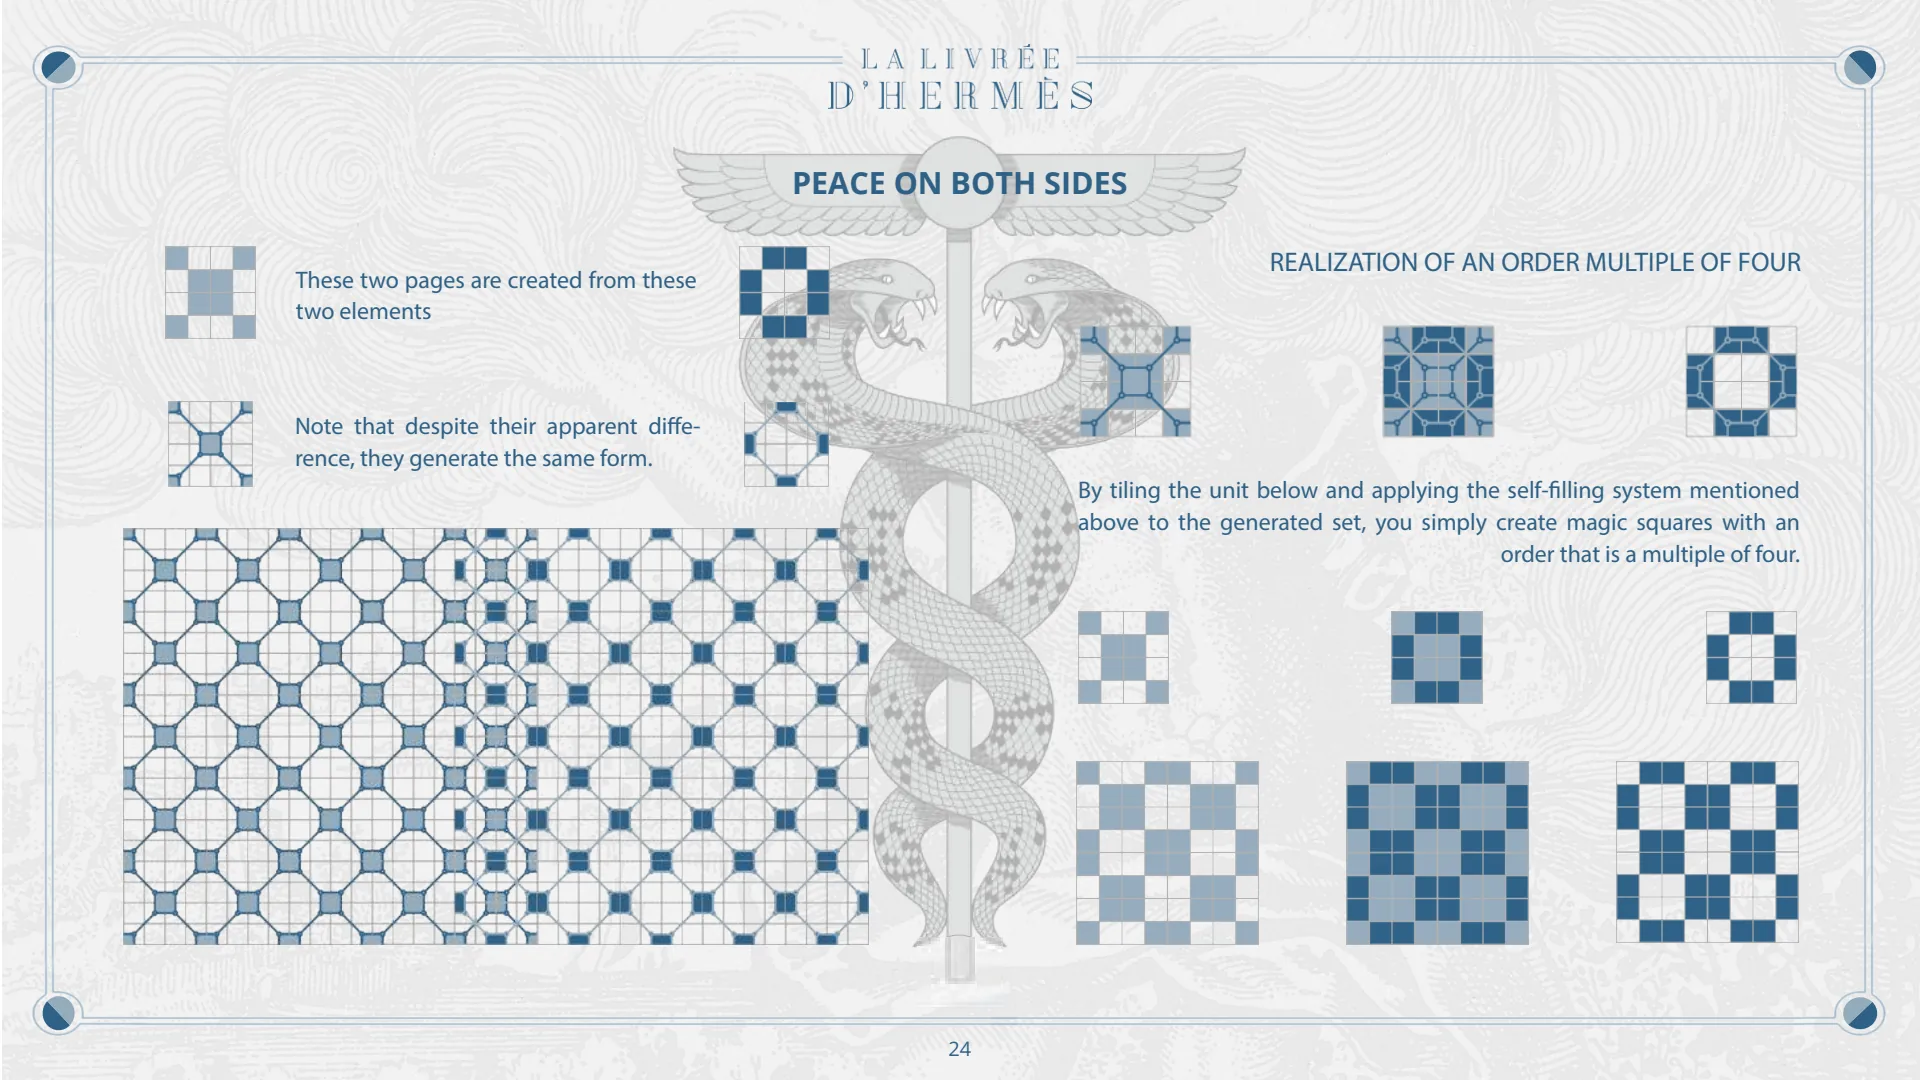 LA LIVRÉE
D'HERMÈS
PEACE ON BOTH SIDES
These two pages are created from these
two elements
Note that despite their apparent diffe-
rence, they generate the same form.
REALIZATION OF AN ORDER MULTIPLE OF FOUR
By tiling the unit below and applying the self-filling system mentioned
above to the generated set, you simply create magic squares with an
order that is a multiple of four.
24